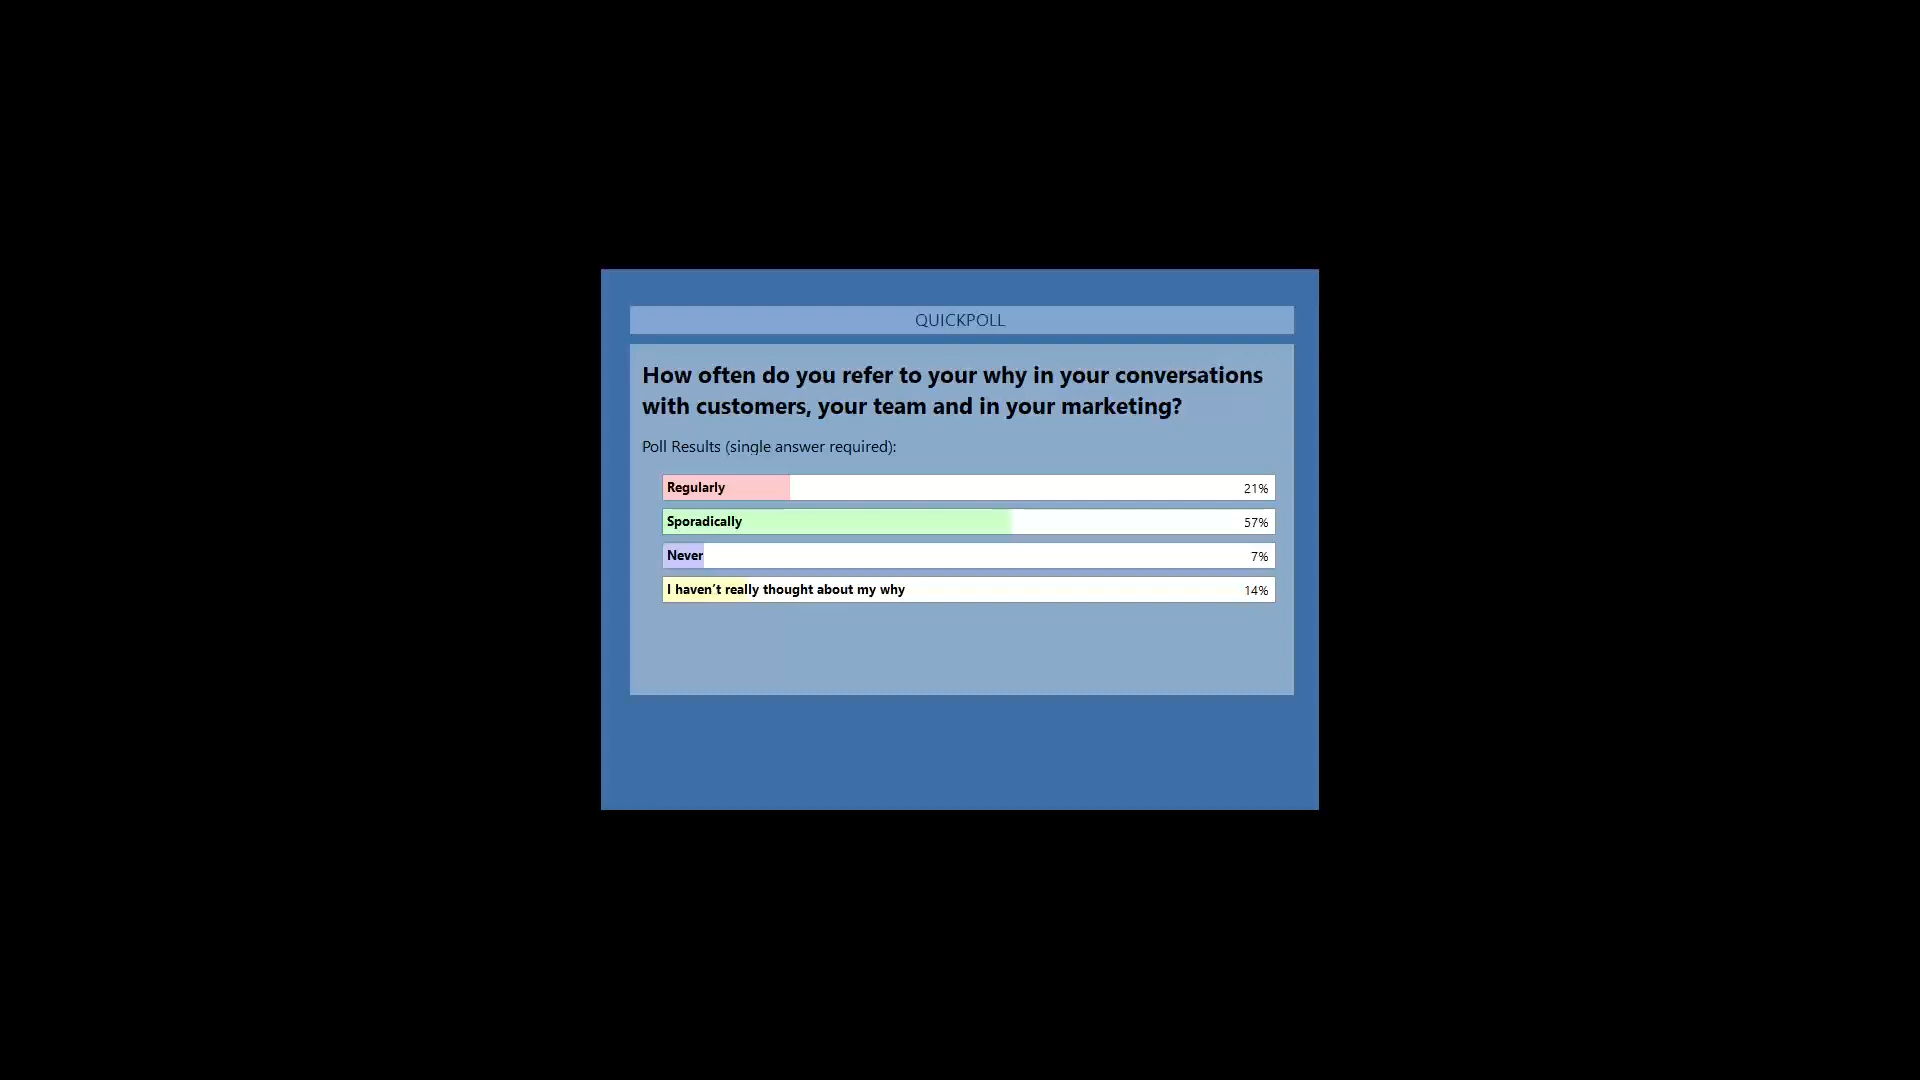 QUICKPOLL
How often do you refer to your why in your conversations
with customers, your team and in your marketing?
Poll Results (single answer required):
Regularly 21%
Sporadically 57%
Never 7%
I haven’t really thought about my why 14%